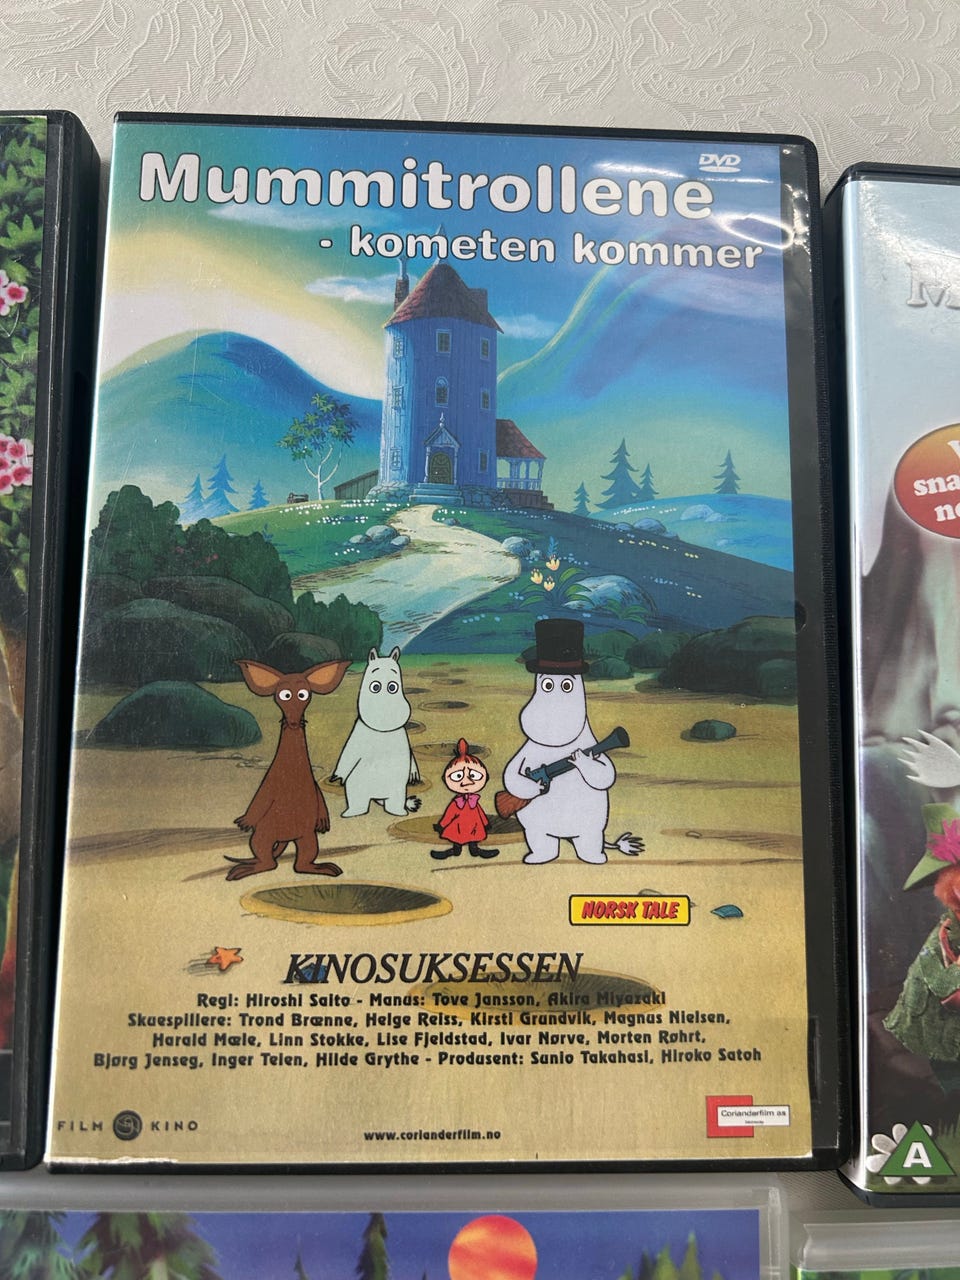 DVD
Mummitrollene
- kometen kommer
sna
NORSK TALE
KINOSUKSESSEN
Regi: Hiroshi Saito - Manus: Tove Jansson, Akira Miyazaki
Skuespillere: Trond Brænne, Helge Reiss, Kirsti Grundvik, Magnus Nielsen,
Harald Mæle, Linn Stokke, Lise Fjeldstad, Ivar Nørve, Morten Røhrt,
Bjørg Jenseg, Inger Teien, Hilde Grythe - Produsent: Sunio Takahasi, Hiroko Satoh
FILM KINO
www.corianderfilm.no
Corianderfilm as
A